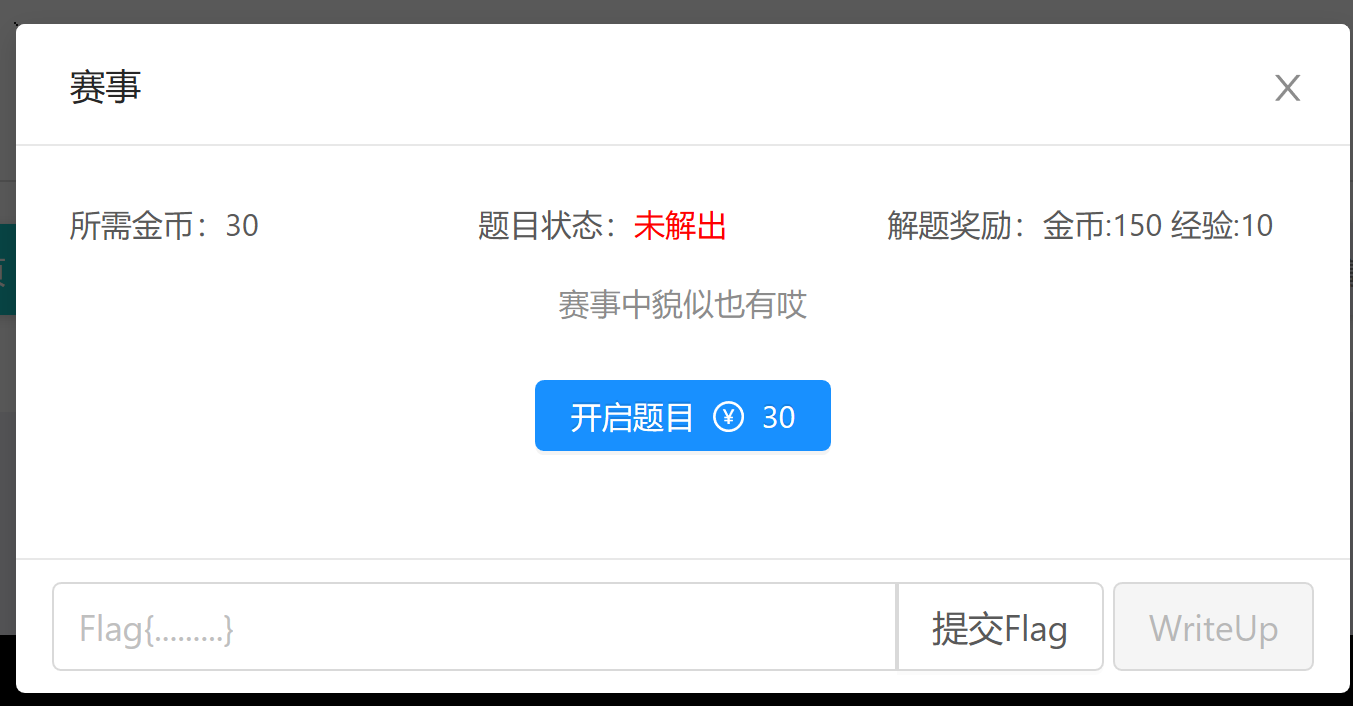 赛事
所需金币：30 题目状态：未解出 解题奖励：金币:150 经验:10
赛事中貌似也有哎
开启题目 ¥ 30
Flag{.........} 提交Flag WriteUp